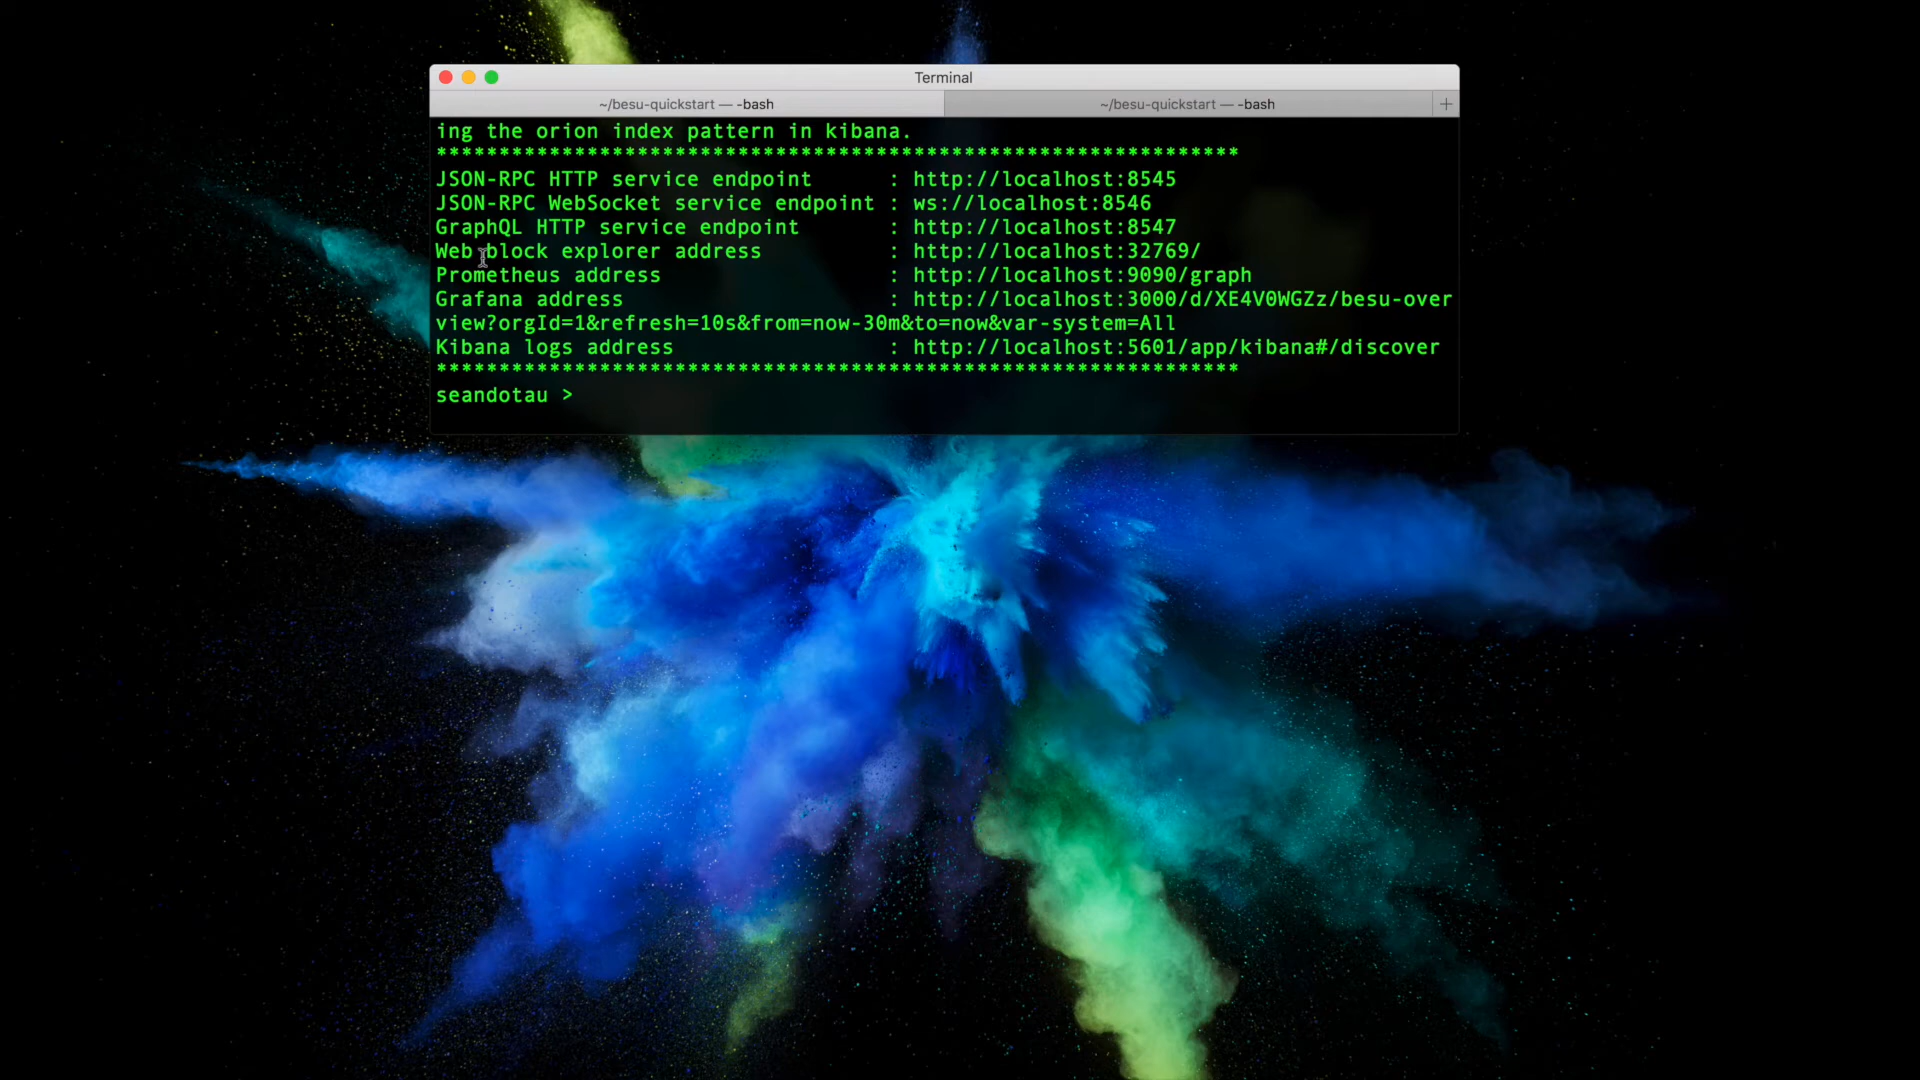 Terminal
~/besu-quickstart — -bash
~/besu-quickstart — -bash
ing the orion index pattern in kibana.
****************************************************************
JSON-RPC HTTP service endpoint      : http://localhost:8545
JSON-RPC WebSocket service endpoint : ws://localhost:8546
GraphQL HTTP service endpoint       : http://localhost:8547
Web block explorer address          : http://localhost:32769/
Prometheus address                  : http://localhost:9090/graph
Grafana address                     : http://localhost:3000/d/XE4V0WGZz/besu-over
view?orgId=1&refresh=10s&from=now-30m&to=now&var-system=All
Kibana logs address                 : http://localhost:5601/app/kibana#/discover
****************************************************************
seandotau >